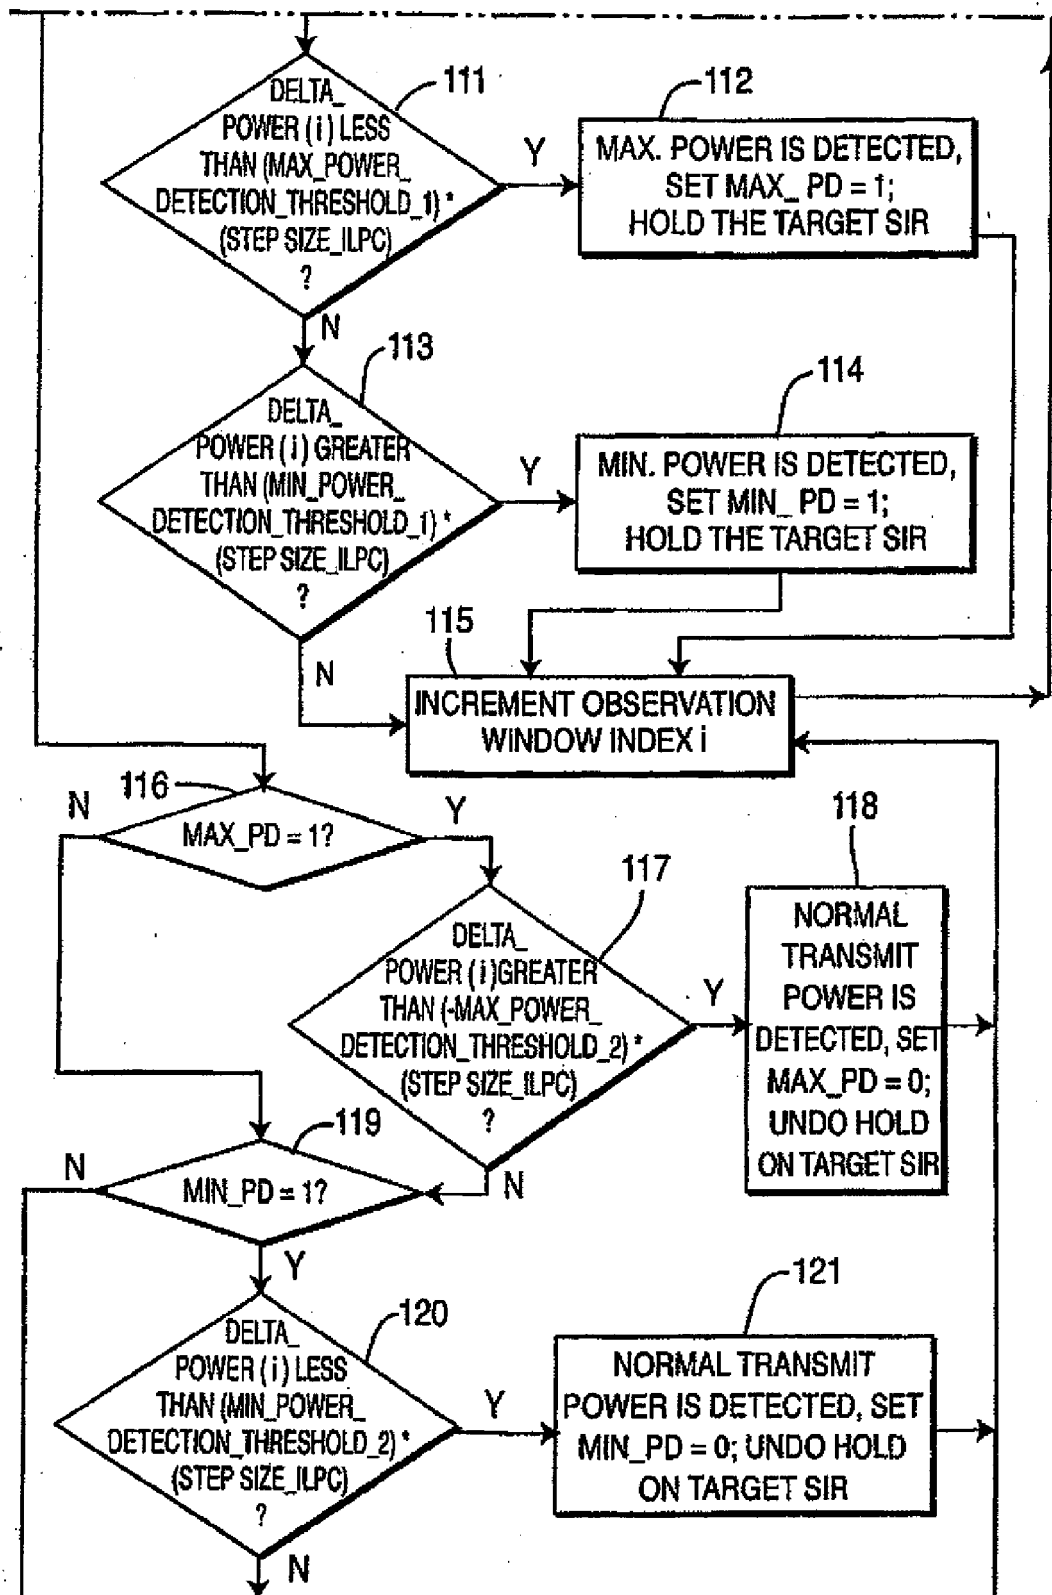 111
DELTA_
POWER (i) LESS
THAN (MAX_POWER_
DETECTION_THRESHOLD_1) *
(STEP SIZE_ILPC)
?
Y
112
MAX. POWER IS DETECTED,
SET MAX_ PD = 1;
HOLD THE TARGET SIR
N
113
DELTA_
POWER (i) GREATER
THAN (MIN_POWER_
DETECTION_THRESHOLD_1) *
(STEP SIZE_ILPC)
?
Y
114
MIN. POWER IS DETECTED,
SET MIN_ PD = 1;
HOLD THE TARGET SIR
N
115
INCREMENT OBSERVATION
WINDOW INDEX i
116
N
MAX_PD = 1?
Y
117
DELTA_
POWER (i)GREATER
THAN (-MAX_POWER_
DETECTION_THRESHOLD_2) *
(STEP SIZE_ILPC)
?
Y
118
NORMAL
TRANSMIT
POWER IS
DETECTED, SET
MAX_PD = 0;
UNDO HOLD
ON TARGET SIR
N
119
N
MIN_PD = 1?
Y
120
DELTA_
POWER (i) LESS
THAN (MIN_POWER_
DETECTION_THRESHOLD_2) *
(STEP SIZE_ILPC)
?
Y
121
NORMAL TRANSMIT
POWER IS DETECTED, SET
MIN_PD = 0; UNDO HOLD
ON TARGET SIR
N